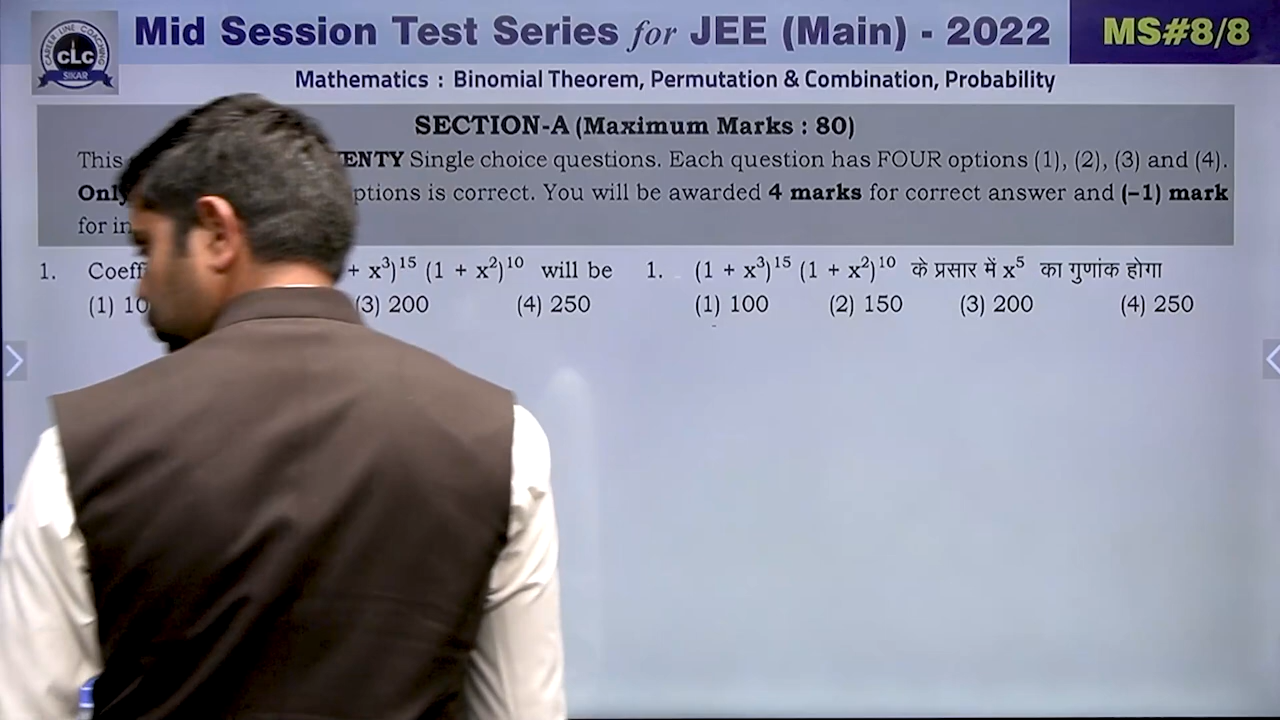 CAREER LINE COACHING
CLC
SIKAR
Mid Session Test Series for JEE (Main) - 2022
MS#8/8
Mathematics : Binomial Theorem, Permutation & Combination, Probability
SECTION-A (Maximum Marks : 80)
This ENTY Single choice questions. Each question has FOUR options (1), (2), (3) and (4).
Only ptions is correct. You will be awarded 4 marks for correct answer and (–1) mark
for in
1. Coeff + x³)¹⁵ (1 + x²)¹⁰ will be
(1) 10 (3) 200 (4) 250
1. (1 + x³)¹⁵ (1 + x²)¹⁰ के प्रसार में x⁵ का गुणांक होगा
(1) 100 (2) 150 (3) 200 (4) 250